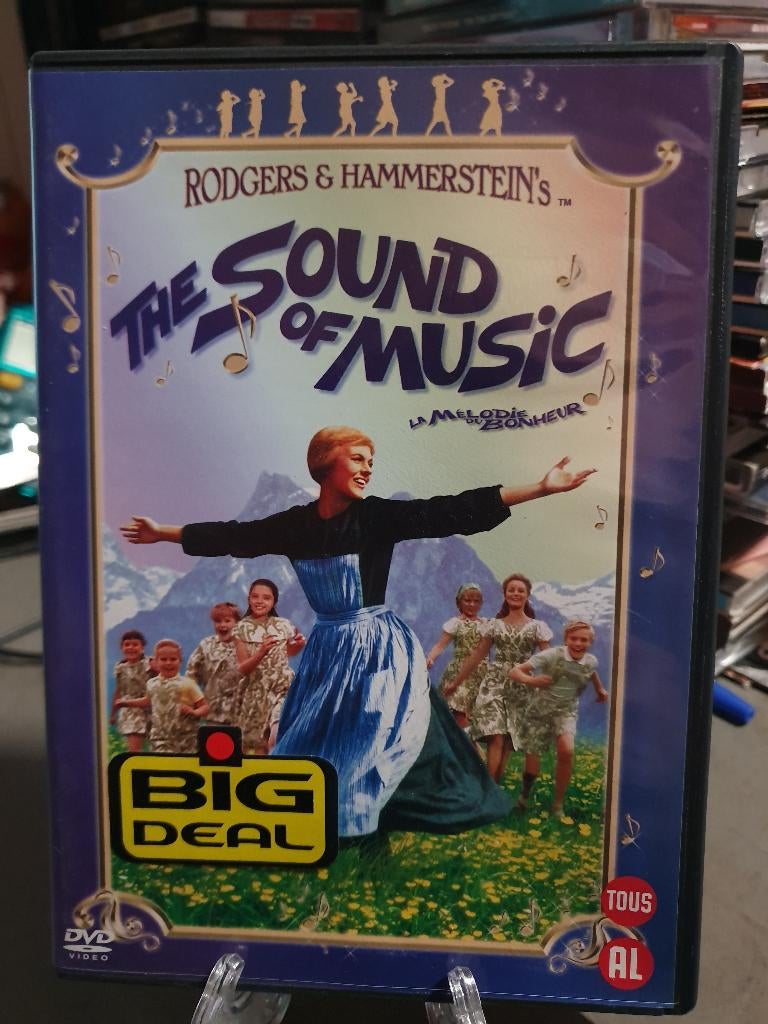 RODGERS & HAMMERSTEIN's ™
THE SOUND
OF MUSIC
LA MÉLODIE
DU BONHEUR
BIG
DEAL
TOUS
AL
DVD
VIDEO